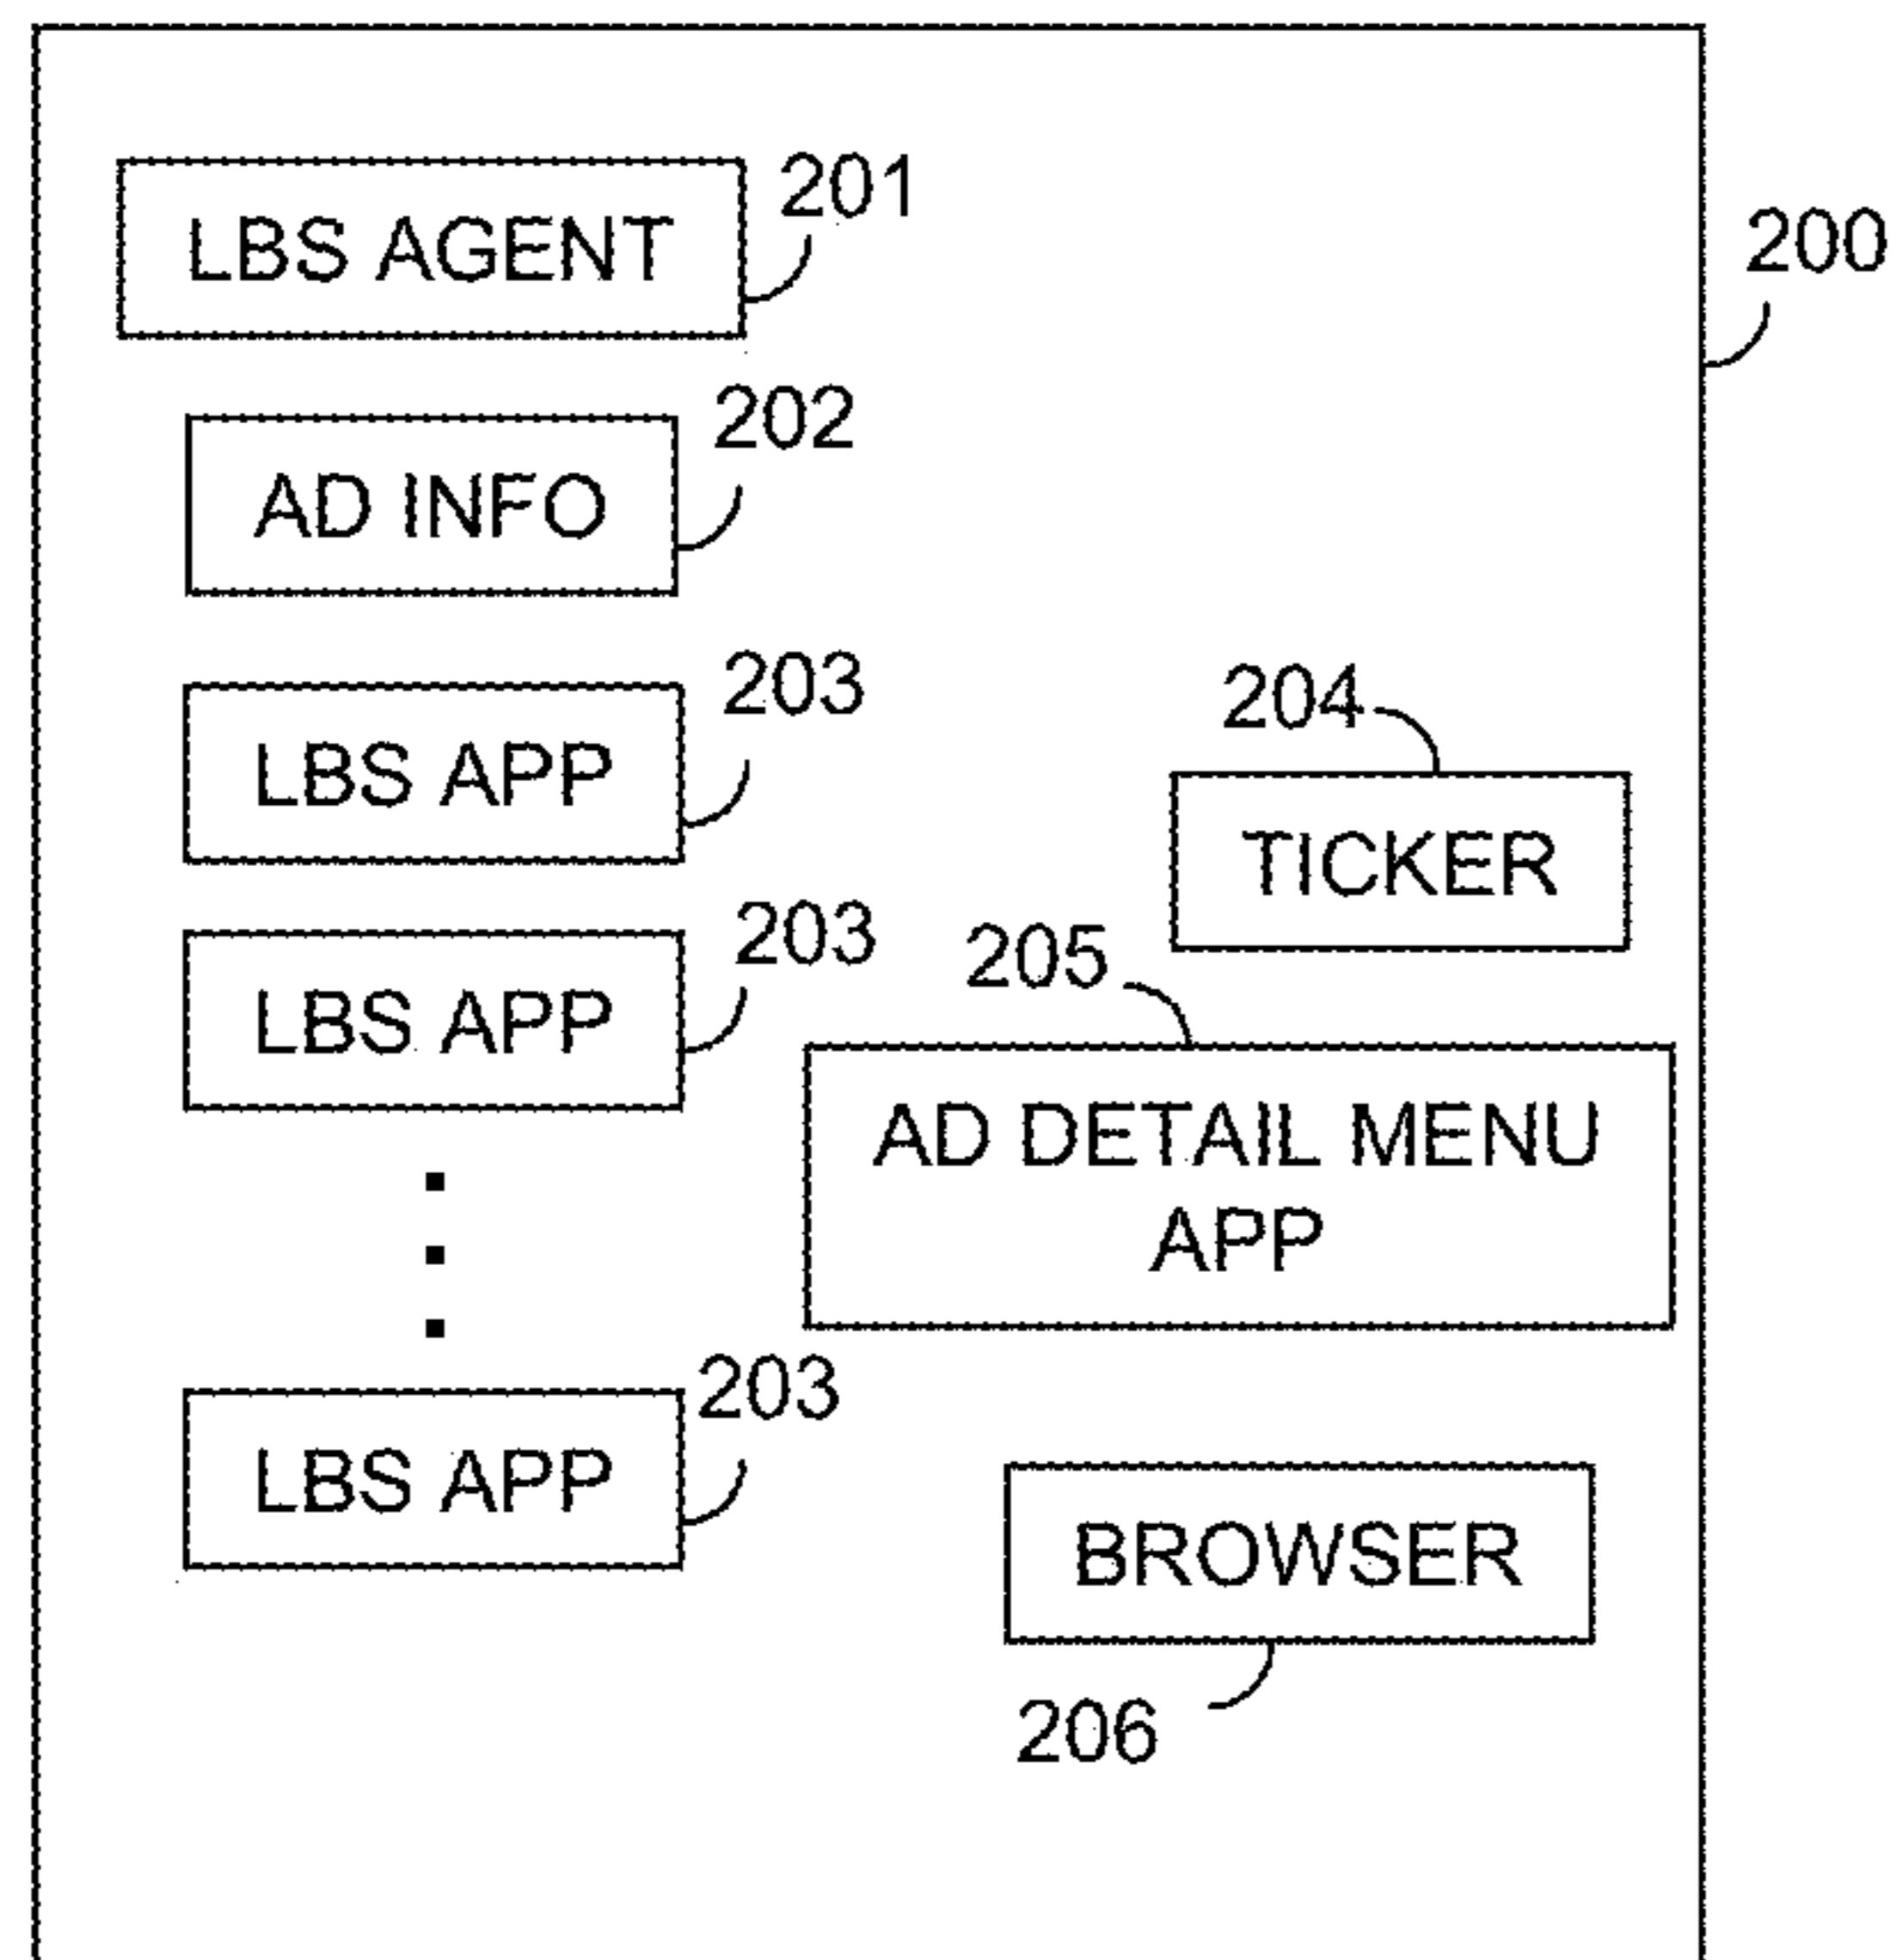 201
LBS AGENT
200
202
AD INFO
203
LBS APP
204
TICKER
203
LBS APP
205
AD DETAIL MENU
APP
203
LBS APP
BROWSER
206